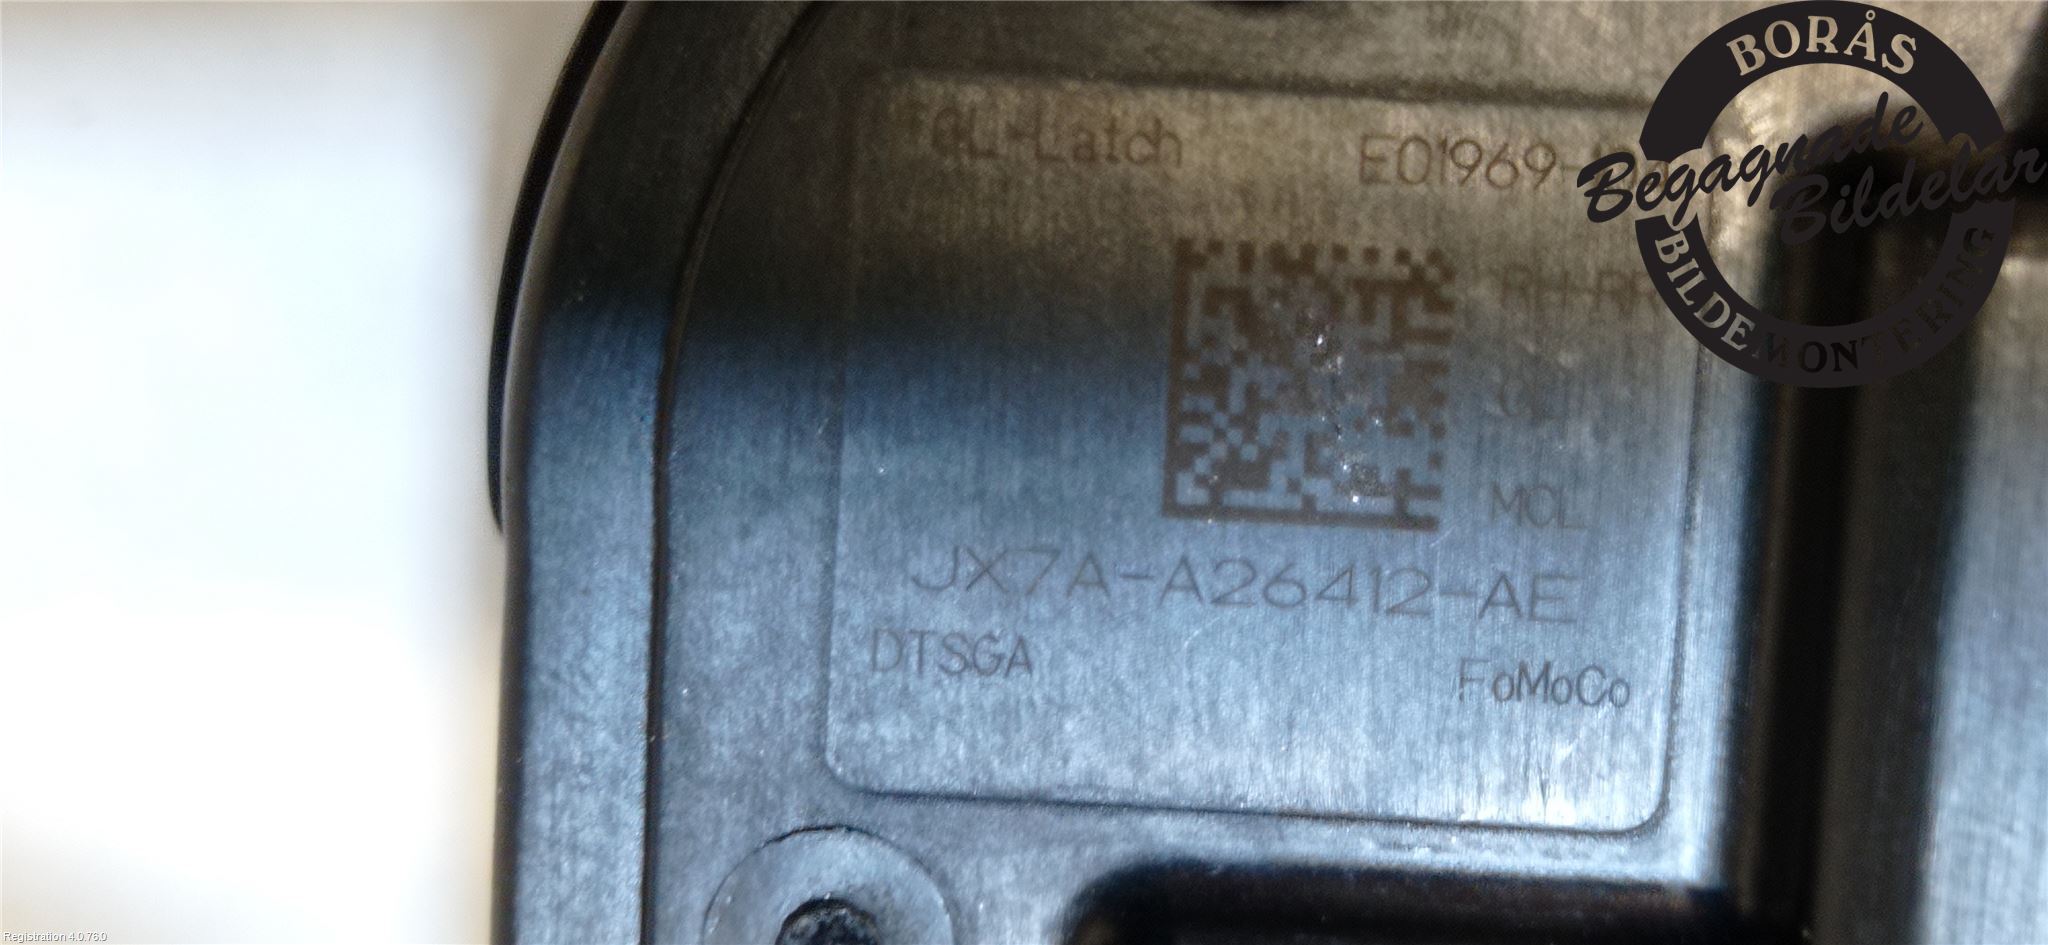 CL-Latch
E01969-
BORÅS
Begagnade
Bildelar
BILDEMONTERING
RH-RR
MCL
JX7A-A26412-AE
DTSGA
FoMoCo
Registration 4.0.76.0